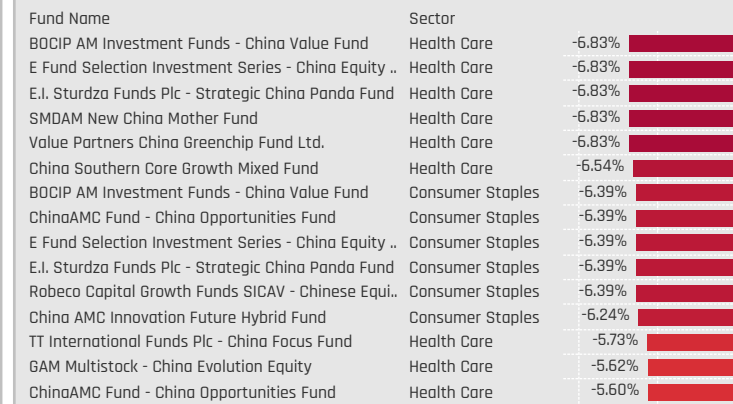 Fund Name Sector
BOCIP AM Investment Funds - China Value Fund Health Care -6.83%
E Fund Selection Investment Series - China Equity .. Health Care -6.83%
E.I. Sturdza Funds Plc - Strategic China Panda Fund Health Care -6.83%
SMDAM New China Mother Fund Health Care -6.83%
Value Partners China Greenchip Fund Ltd. Health Care -6.83%
China Southern Core Growth Mixed Fund Health Care -6.54%
BOCIP AM Investment Funds - China Value Fund Consumer Staples -6.39%
ChinaAMC Fund - China Opportunities Fund Consumer Staples -6.39%
E Fund Selection Investment Series - China Equity .. Consumer Staples -6.39%
E.I. Sturdza Funds Plc - Strategic China Panda Fund Consumer Staples -6.39%
Robeco Capital Growth Funds SICAV - Chinese Equi.. Consumer Staples -6.39%
China AMC Innovation Future Hybrid Fund Consumer Staples -6.24%
TT International Funds Plc - China Focus Fund Health Care -5.73%
GAM Multistock - China Evolution Equity Health Care -5.62%
ChinaAMC Fund - China Opportunities Fund Health Care -5.60%